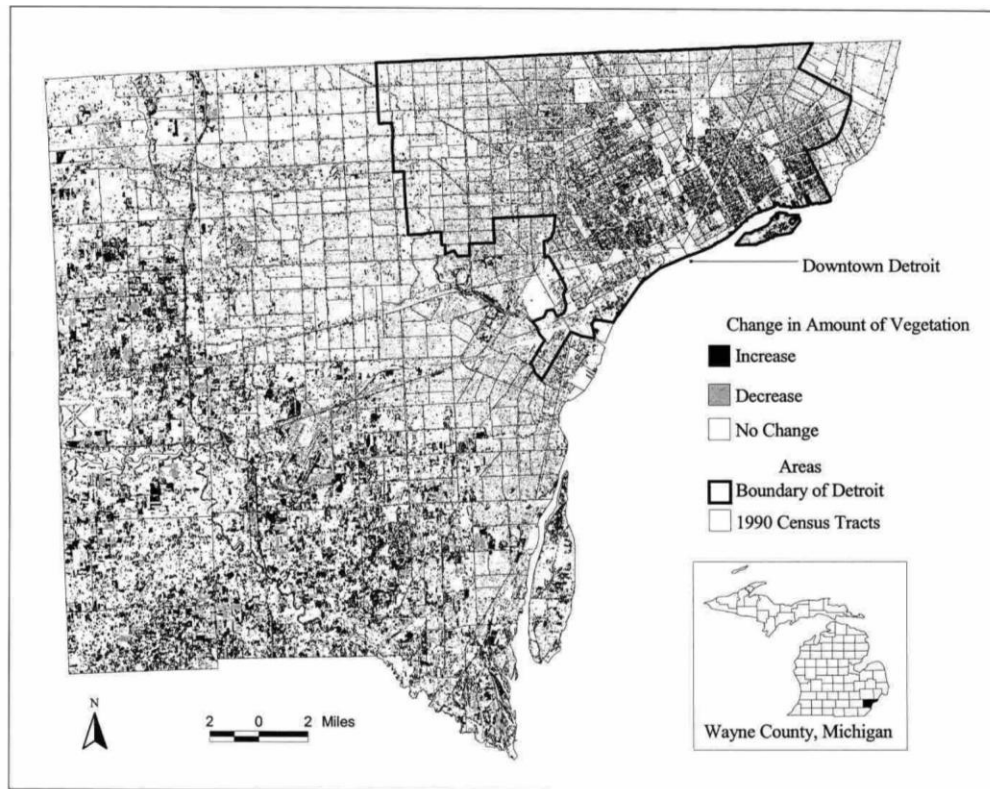 Downtown Detroit
Change in Amount of Vegetation
Increase
Decrease
No Change
Areas
Boundary of Detroit
1990 Census Tracts
N
2 0 2 Miles
Wayne County, Michigan